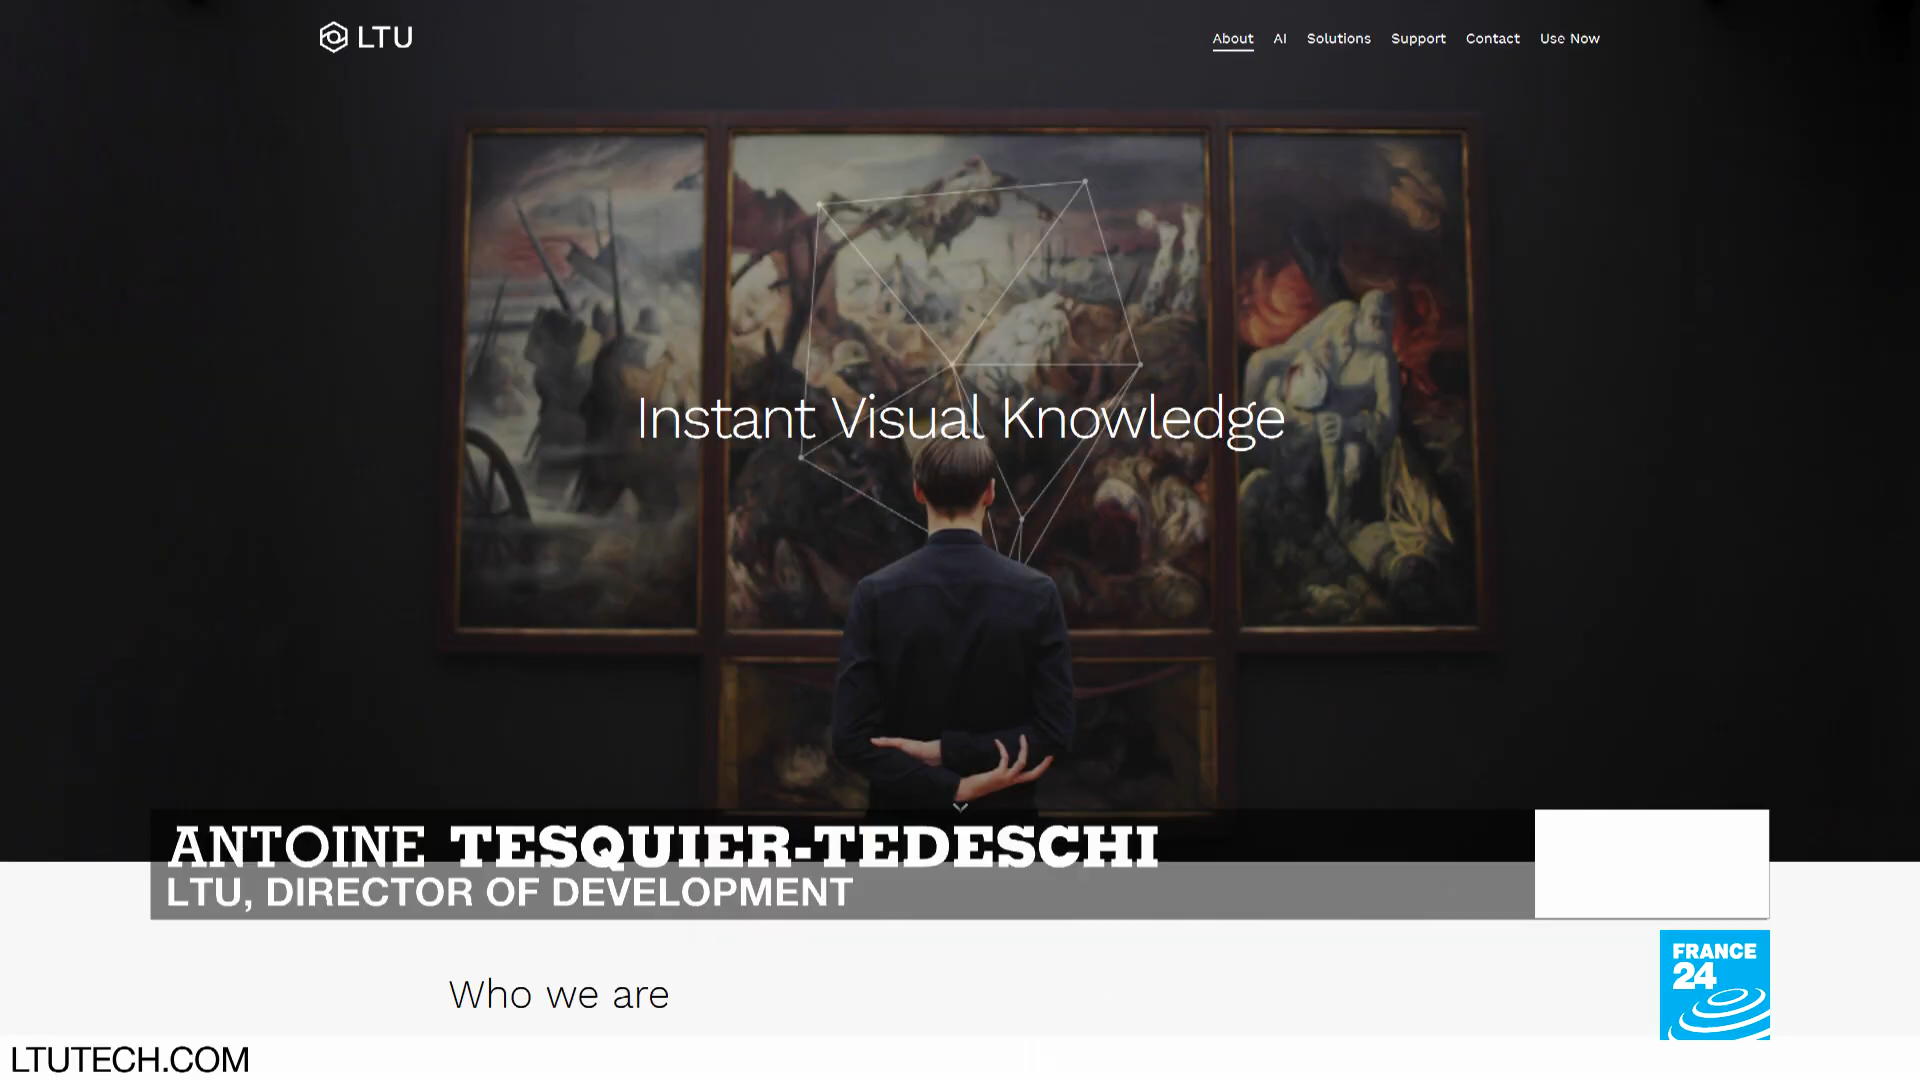 LTU
About AI Solutions Support Contact Use Now
Instant Visual Knowledge
ANTOINE TESQUIER-TEDESCHI
LTU, DIRECTOR OF DEVELOPMENT
FRANCE
24
Who we are
LTUTECH.COM